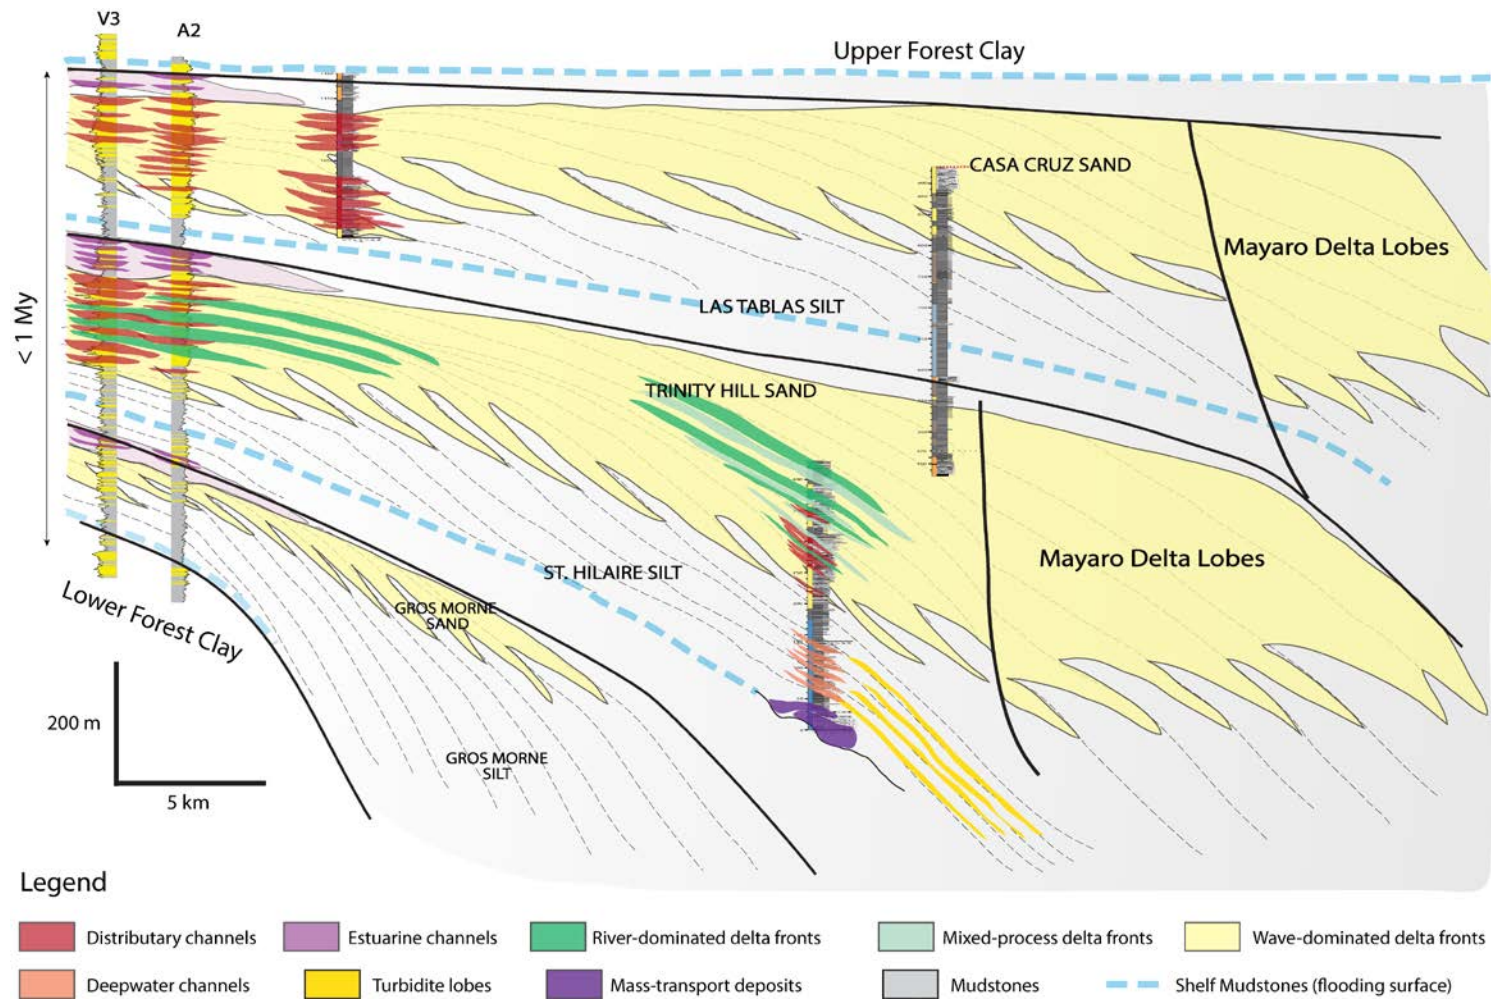 V3
A2
Upper Forest Clay
CASA CRUZ SAND
Mayaro Delta Lobes
LAS TABLAS SILT
< 1 My
TRINITY HILL SAND
Mayaro Delta Lobes
ST. HILAIRE SILT
GROS MORNE
SAND
Lower Forest Clay
200 m
GROS MORNE
SILT
5 km
Legend
Distributary channels
Estuarine channels
River-dominated delta fronts
Mixed-process delta fronts
Wave-dominated delta fronts
Deepwater channels
Turbidite lobes
Mass-transport deposits
Mudstones
Shelf Mudstones (flooding surface)